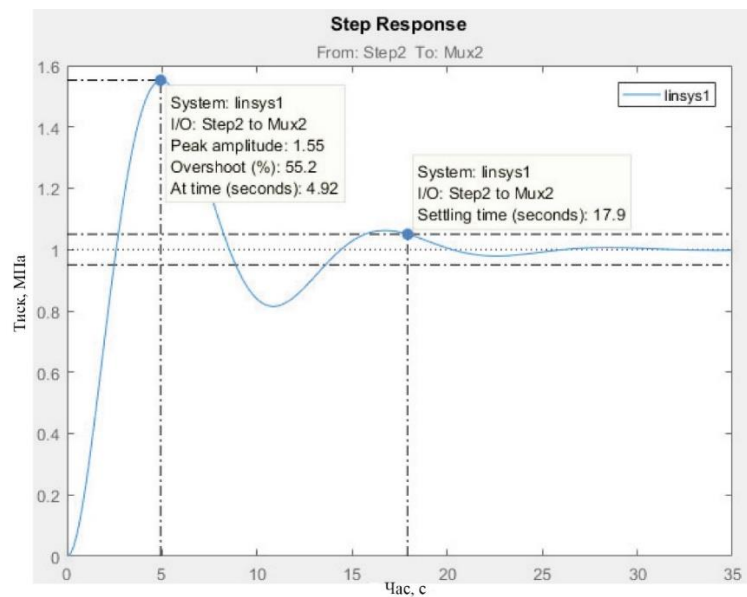 Step Response
From: Step2 To: Mux2
linsys1
System: linsys1
I/O: Step2 to Mux2
Peak amplitude: 1.55
Overshoot (%): 55.2
At time (seconds): 4.92
System: linsys1
I/O: Step2 to Mux2
Settling time (seconds): 17.9
Тиск, МПа
1.6
1.4
1.2
1
0.8
0.6
0.4
0.2
0
0 5 10 15 20 25 30 35
Час, с